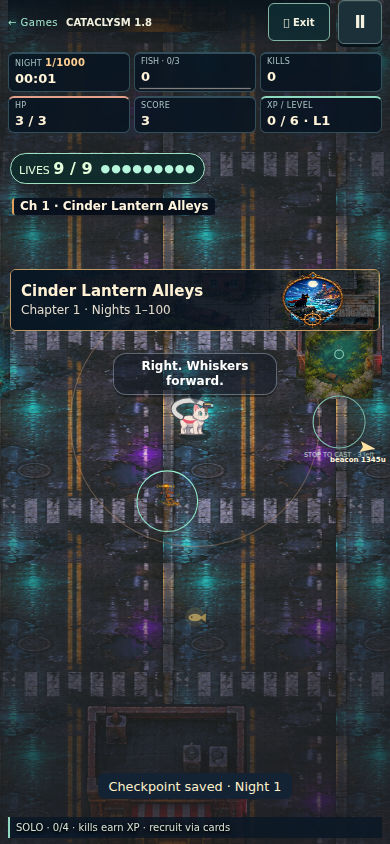 ← Games CATACLYSM 1.8
Exit
NIGHT 1/1000
00:01
FISH · 0/3
0
KILLS
0
HP
3 / 3
SCORE
3
XP / LEVEL
0 / 6 · L1
LIVES 9 / 9
Ch 1 · Cinder Lantern Alleys
Cinder Lantern Alleys
Chapter 1 · Nights 1–100
Right. Whiskers
forward.
STOP TO CAST · 3 left
beacon 1345u
Checkpoint saved · Night 1
SOLO · 0/4 · kills earn XP · recruit via cards